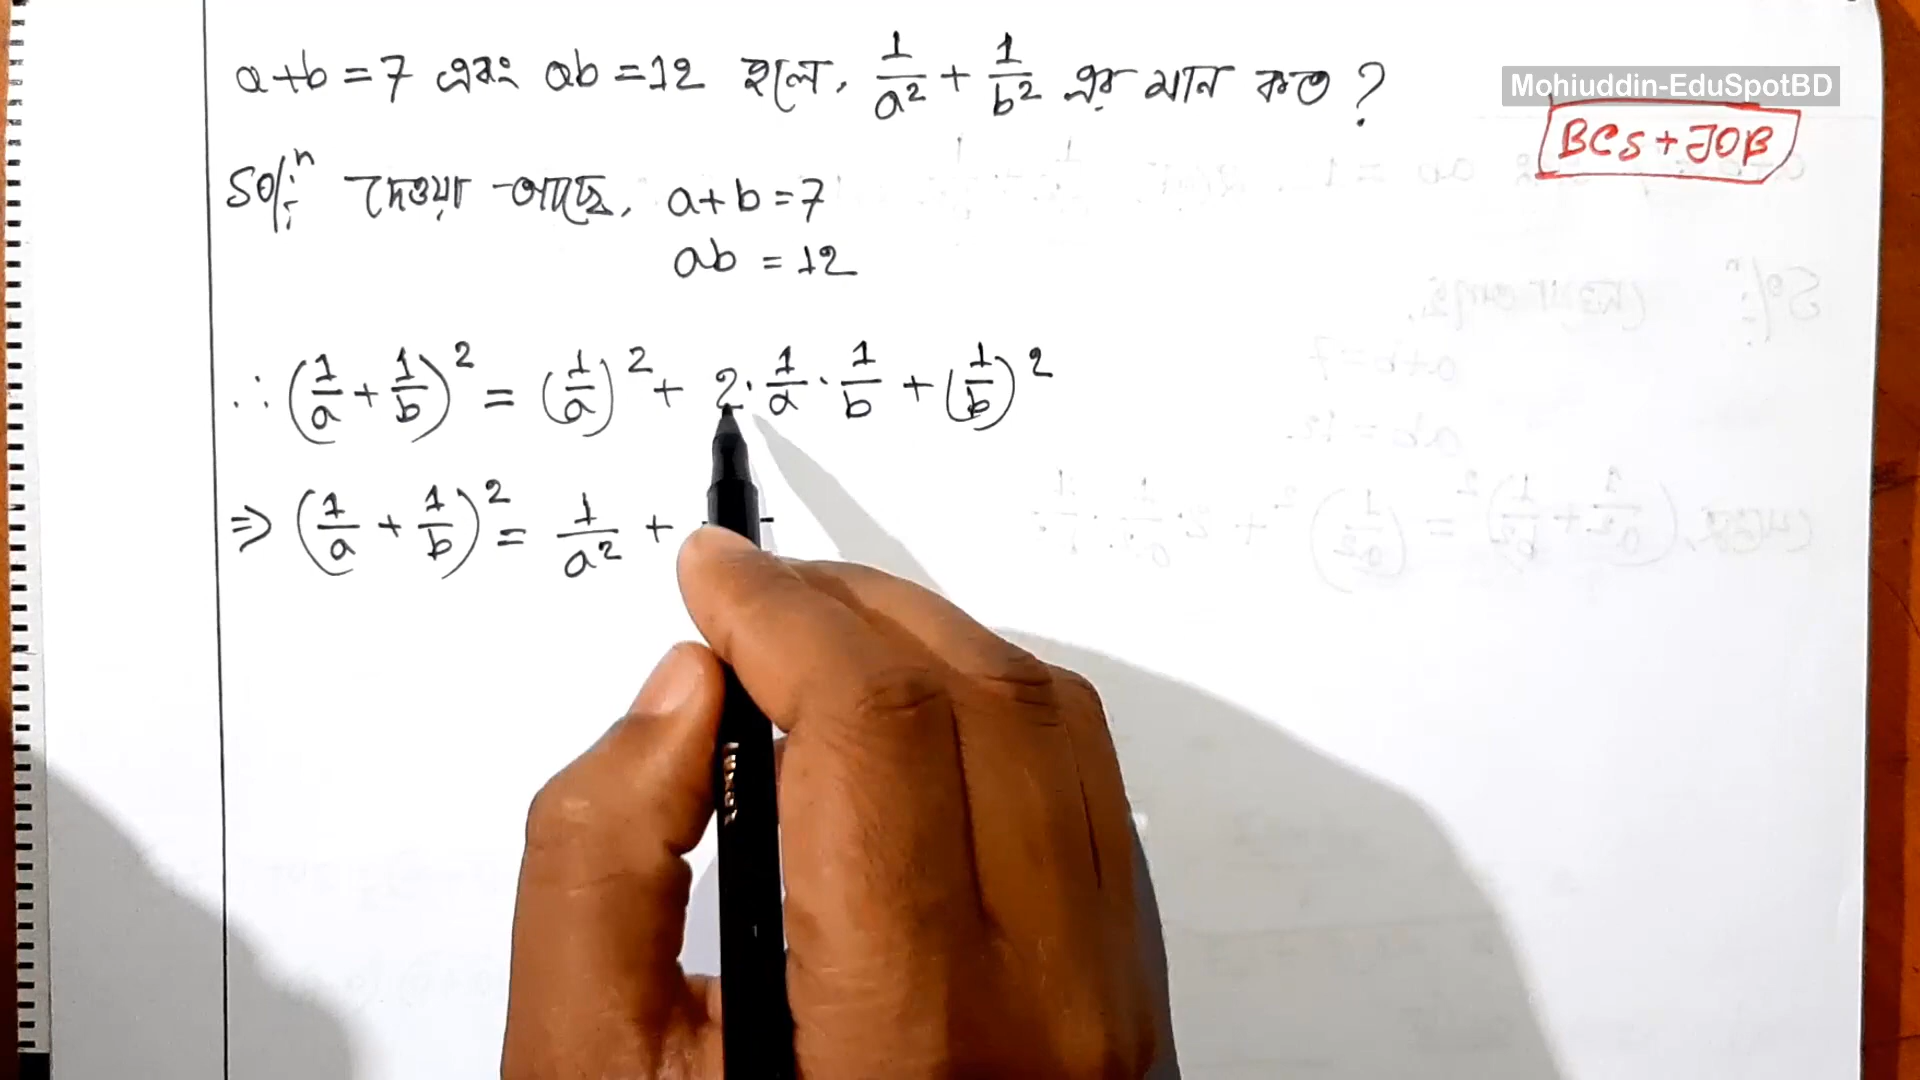 a+b=7 এবং ab=12 হলে, 1/a² + 1/b² এর মান কত ?
Mohiuddin-EduSpotBD
BCS + JOB
Solⁿ: দেওয়া আছে, a+b=7
ab = 12
∴ (1/a + 1/b)² = (1/a)² + 2·1/a·1/b + (1/b)²
⇒ (1/a + 1/b)² = 1/a² +